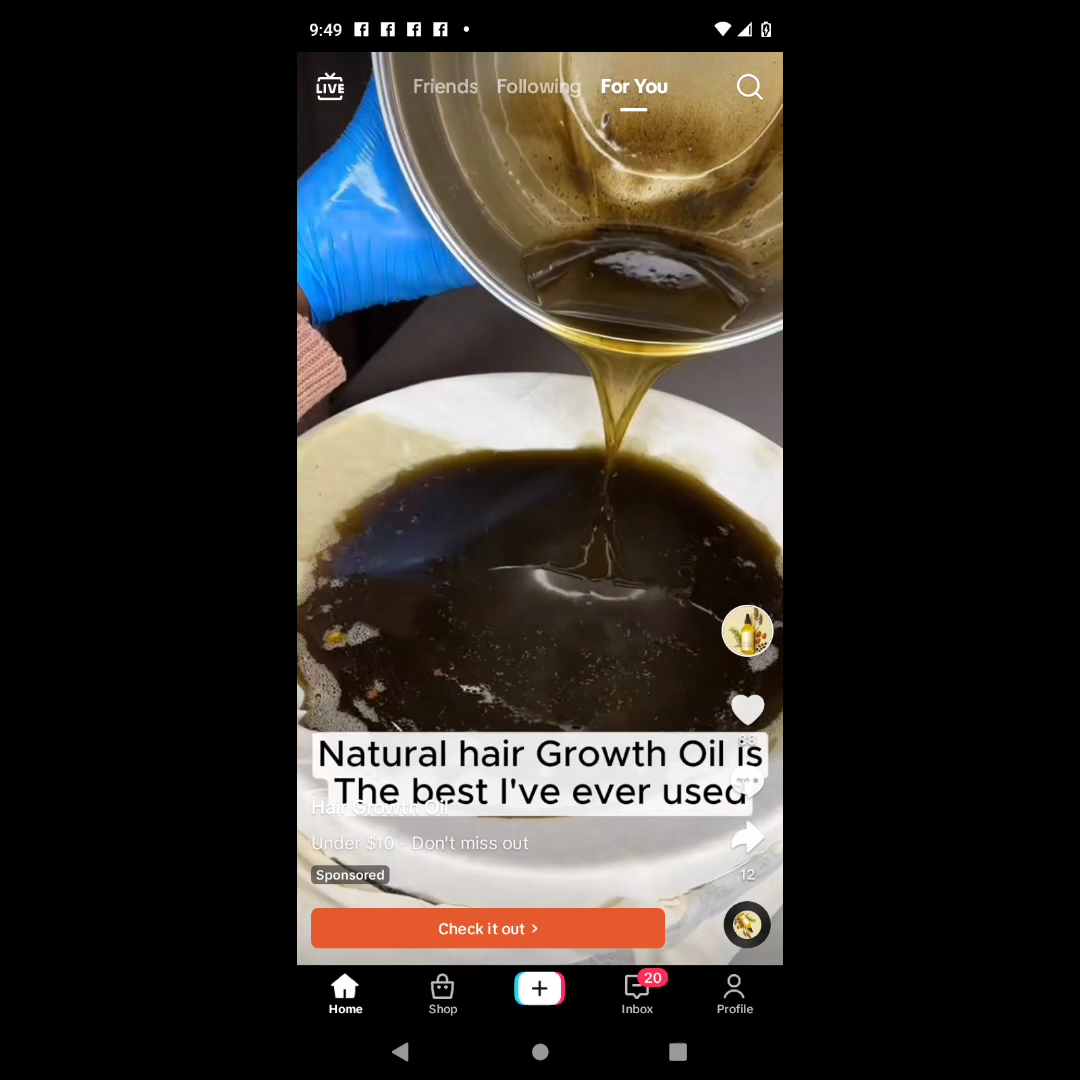 9:49
LIVE
Friends Following For You
88
Natural hair Growth Oil is
The best I've ever used
Hair Growth Oil
Under $10 - Don't miss out
12
Sponsored
Check it out >
20
Home Shop Inbox Profile